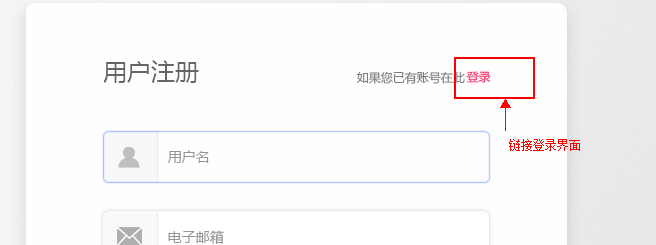 用户注册
如果您已有账号在此登录
链接登录界面
用户名
电子邮箱